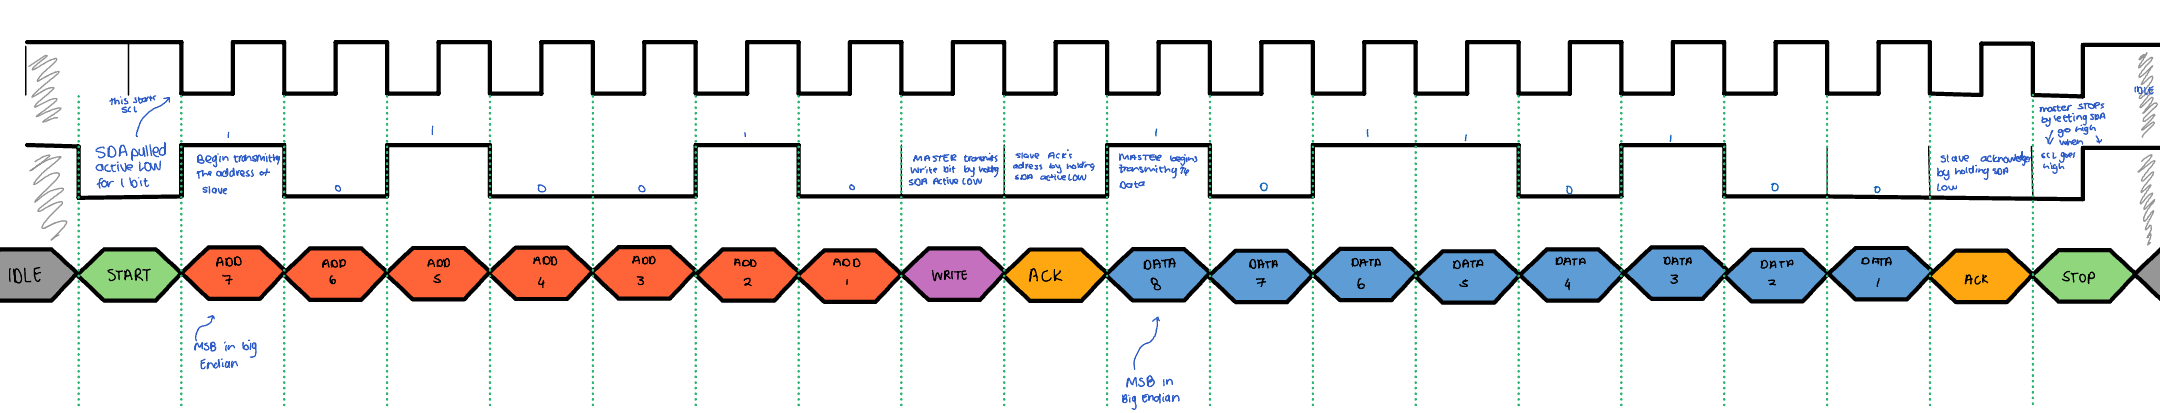 this starts
SCL
IDLE
master STOPs
by letting SDA
go high
when
SCL goes
high
1
1
1
1
1
1
1
SDA pulled
active LOW
for 1 bit
Begin transmitting
the address of
slave
0
0
0
0
MASTER transmits
write bit by holding
SDA Active LOW
Slave Ack's
adress by holding
SDA active LOW
MASTER begins
transmitting the
Data
0
0
0
0
Slave acknowledges
by holding SDA
Low
IDLE
START
ADD
7
ADD
6
ADD
5
ADD
4
ADD
3
ADD
2
ADD
1
WRITE
ACK
DATA
8
DATA
7
DATA
6
DATA
5
DATA
4
DATA
3
DATA
2
DATA
1
ACK
STOP
MSB in big
Endian
MSB in
Big Endian